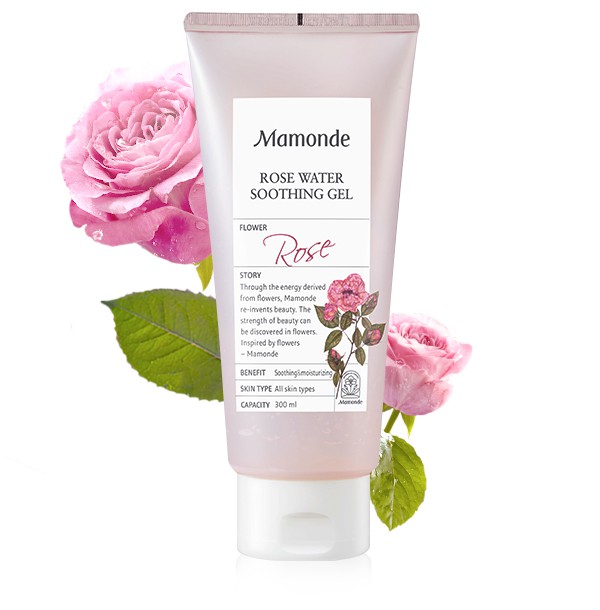 Mamonde
ROSE WATER
SOOTHING GEL
FLOWER
Rose
STORY
Through the energy derived
from flowers, Mamonde
re-invents beauty. The
strength of beauty can
be discovered in flowers.
Inspired by flowers
– Mamonde
BENEFIT Soothing&moisturizing
SKIN TYPE All skin types
CAPACITY 300 ml
Mamonde